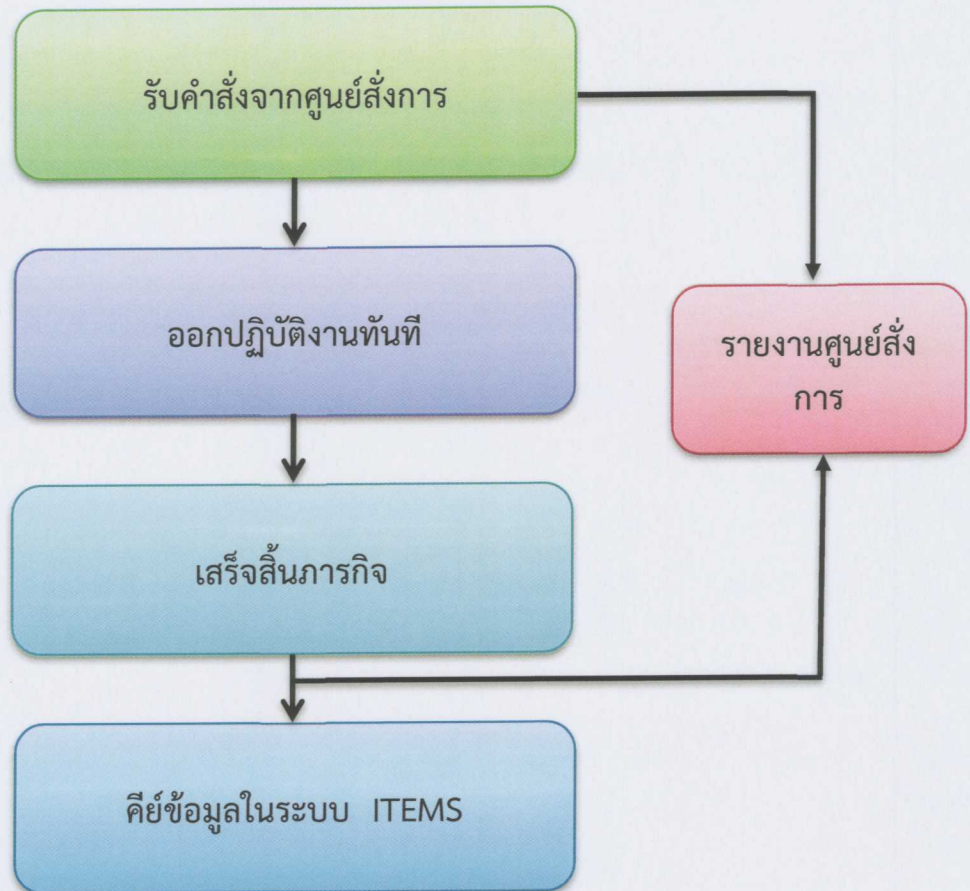 รับคำสั่งจากศูนย์สั่งการ
ออกปฏิบัติงานทันที
รายงานศูนย์สั่ง
การ
เสร็จสิ้นภารกิจ
คีย์ข้อมูลในระบบ ITEMS